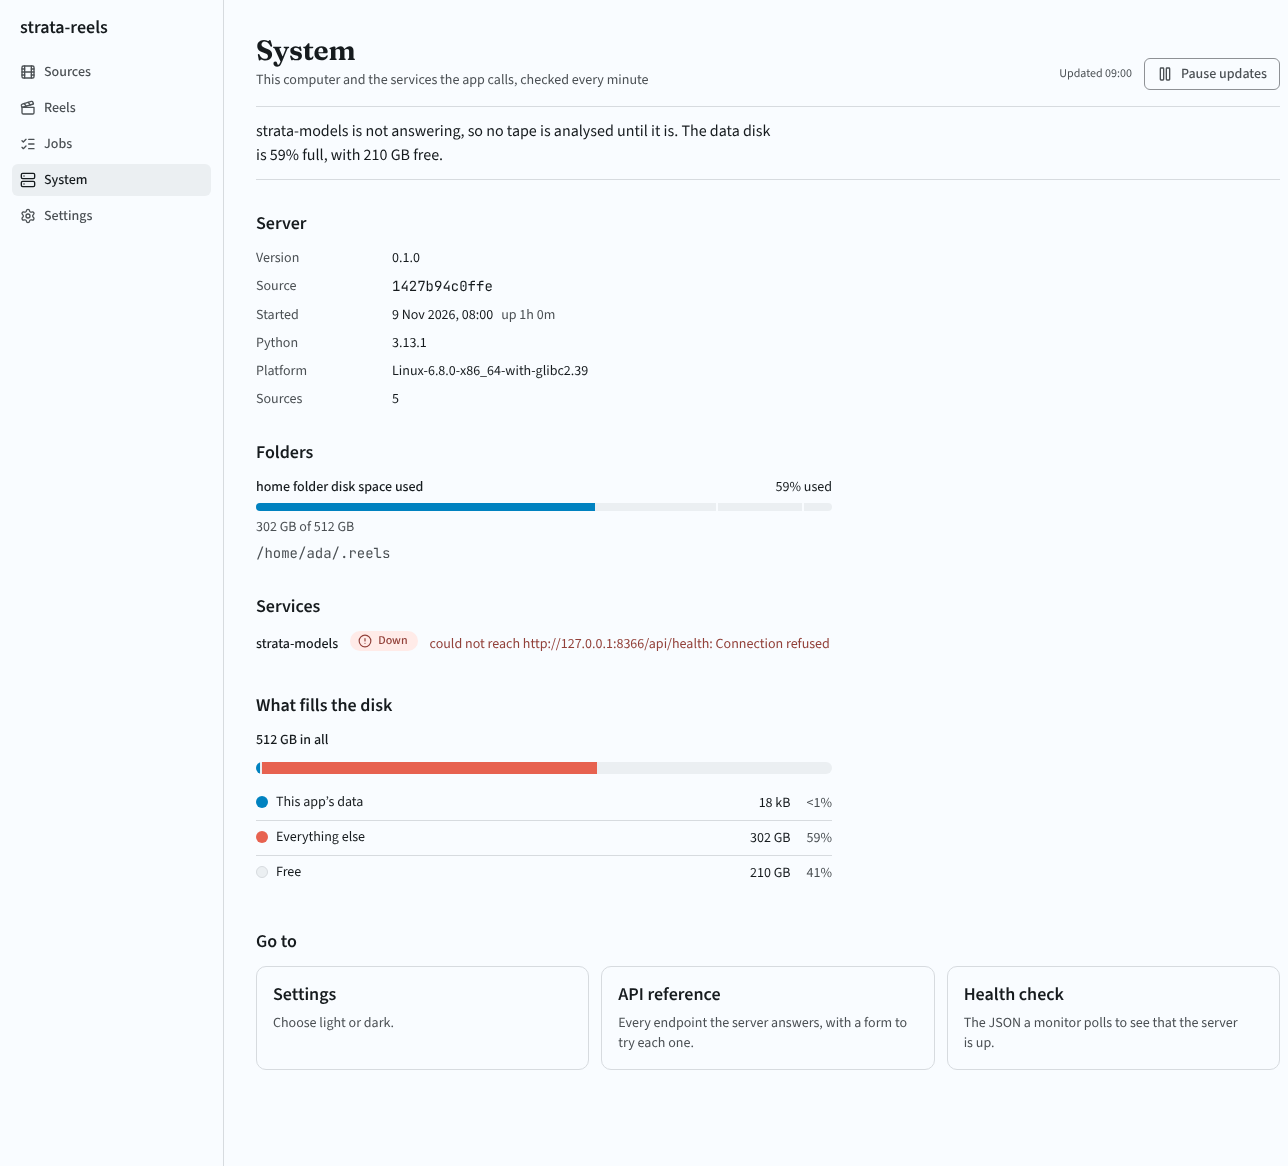 strata-reels
Sources
Reels
Jobs
System
Settings
System
This computer and the services the app calls, checked every minute
Updated 09:00
Pause updates
strata-models is not answering, so no tape is analysed until it is. The data disk
is 59% full, with 210 GB free.
Server
Version 0.1.0
Source 1427b94c0ffe
Started 9 Nov 2026, 08:00 up 1h 0m
Python 3.13.1
Platform Linux-6.8.0-x86_64-with-glibc2.39
Sources 5
Folders
home folder disk space used 59% used
302 GB of 512 GB
/home/ada/.reels
Services
strata-models Down could not reach http://127.0.0.1:8366/api/health: Connection refused
What fills the disk
512 GB in all
This app's data 18 kB <1%
Everything else 302 GB 59%
Free 210 GB 41%
Go to
Settings
Choose light or dark.
API reference
Every endpoint the server answers, with a form to
try each one.
Health check
The JSON a monitor polls to see that the server
is up.